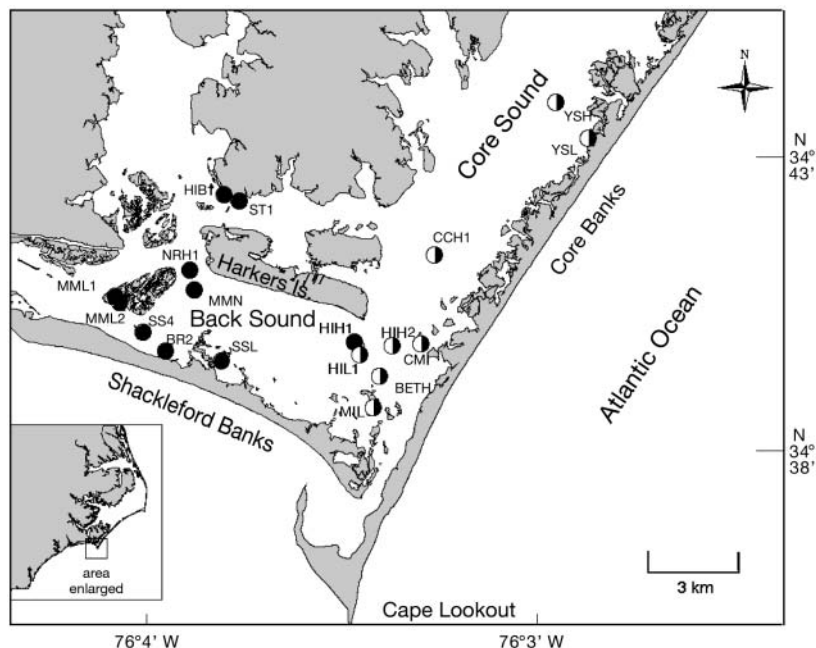 N
Core Sound
YSH
YSL
N
34°
43'
HIB1
ST1
CCH1
Core Banks
NRH1
Harkers Is.
MML1
MMN
MML2
SS4
Back Sound
HIH1
HIH2
BR2
SSL
HIL1
CMI
Atlantic Ocean
BETH
Shackleford Banks
MIL
N
34°
38'
area
enlarged
3 km
Cape Lookout
76°4' W
76°3' W